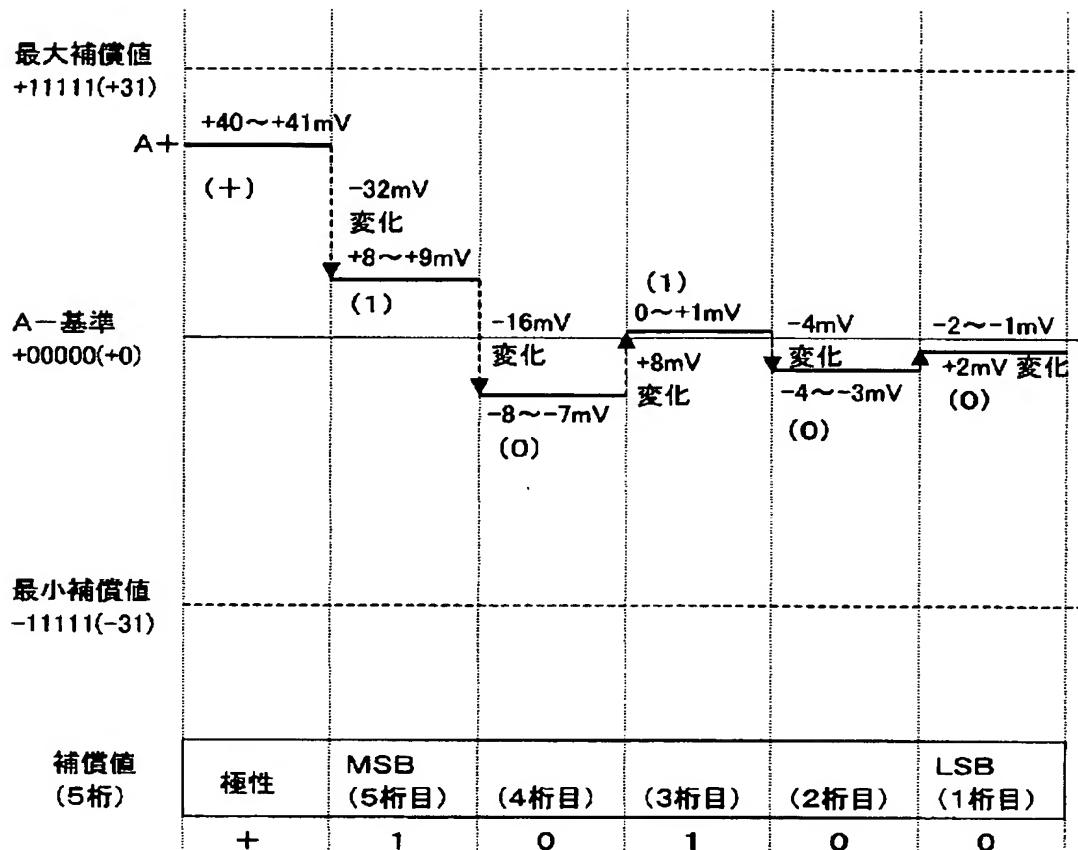 最大補償値
+11111(+31)
+40～+41mV
A+
(+)
-32mV
変化
+8～+9mV
(1)
(1)
0～+1mV
A-基準
+00000(+0)
-16mV
変化
+8mV
変化
-4mV
変化
-2～-1mV
+2mV 変化
(0)
-8～-7mV
(0)
-4～-3mV
(0)
最小補償値
-11111(-31)
補償値
(5桁)
極性
MSB
(5桁目)
(4桁目)
(3桁目)
(2桁目)
LSB
(1桁目)
+ 1 0 1 0 0